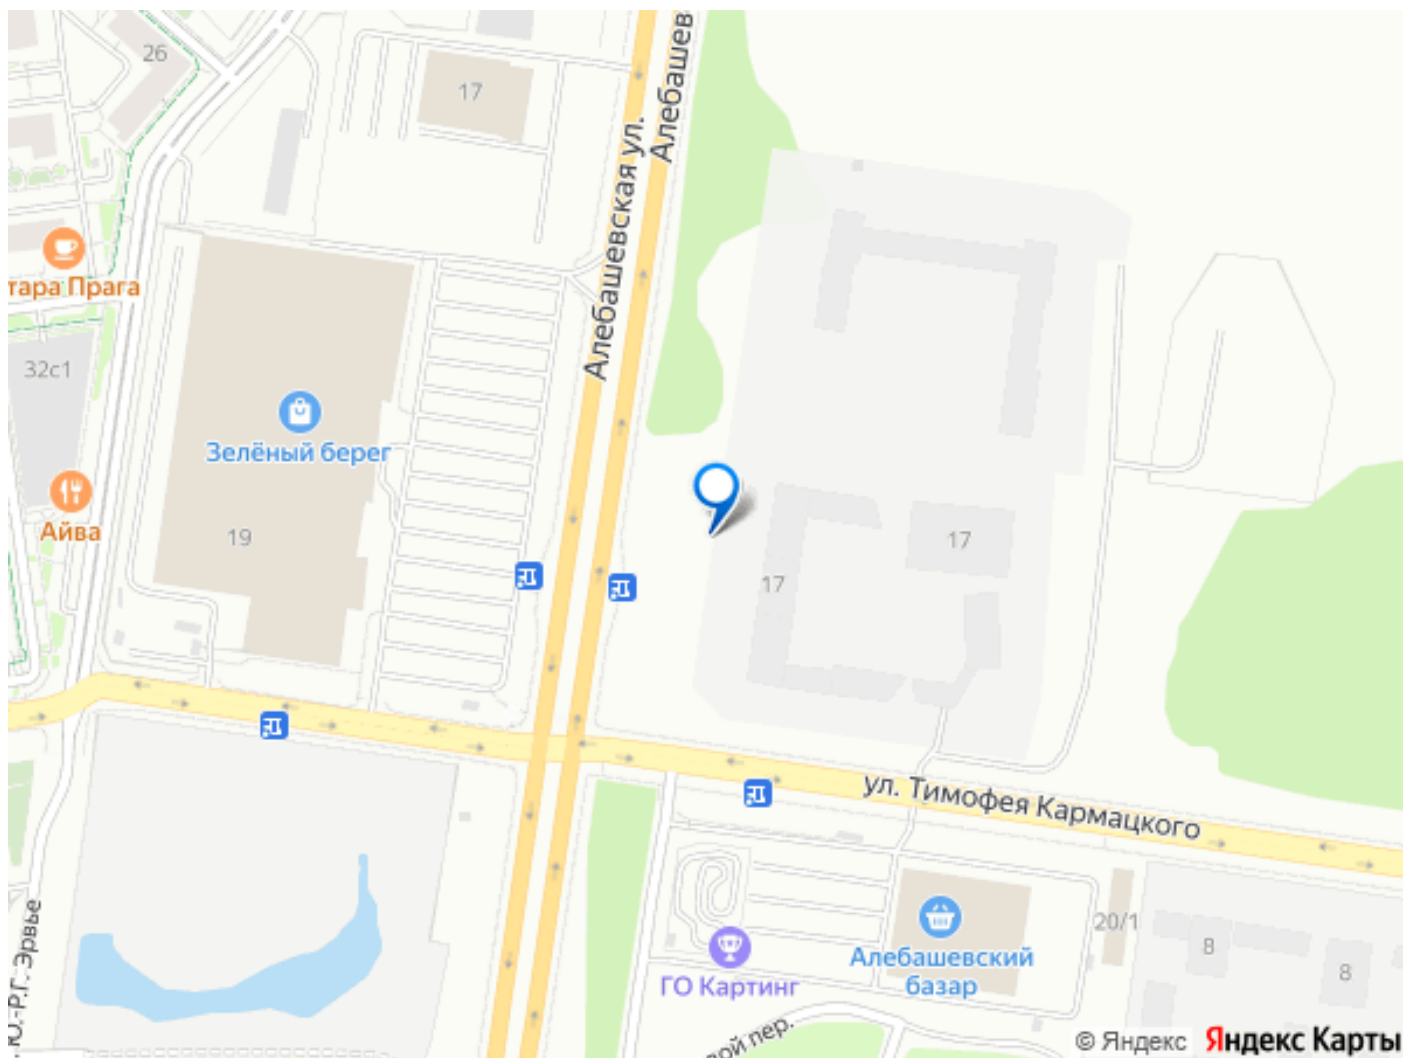 26
17
Алебашевская ул.
Алебашев
тара Прага
32с1
Зелёный берег
Айва
19
17
17
ул. Тимофея Кармацкого
20/1
Алебашевский
базар
ГО Картинг
8
8
Ю.-Р.Г. Эрвье
ой пер.
© Яндекс Яндекс Карты